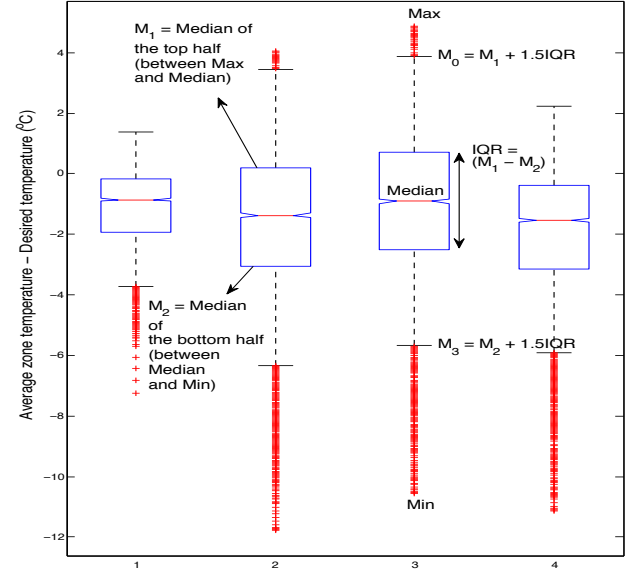 Max
M1 = Median of
the top half
(between Max
and Median)
M0 = M1 + 1.5IQR
IQR =
(M1 − M2)
Median
M2 = Median
of
the bottom half
(between
Median
and Min)
M3 = M2 + 1.5IQR
Min
Average zone temperature − Desired temperature (⁰C)
4
2
0
−2
−4
−6
−8
−10
−12
1
2
3
4